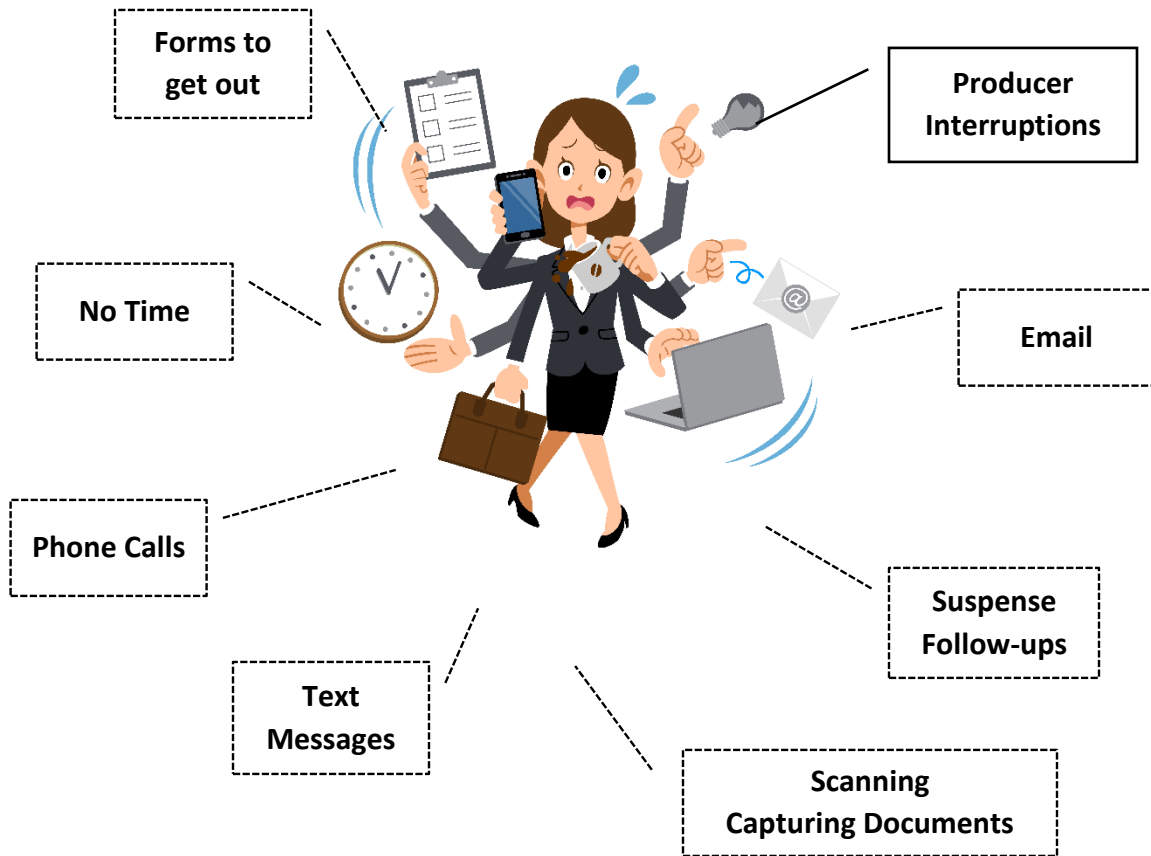 Forms to
get out
Producer
Interruptions
No Time
Email
@
Phone Calls
Suspense
Follow-ups
Text
Messages
Scanning
Capturing Documents